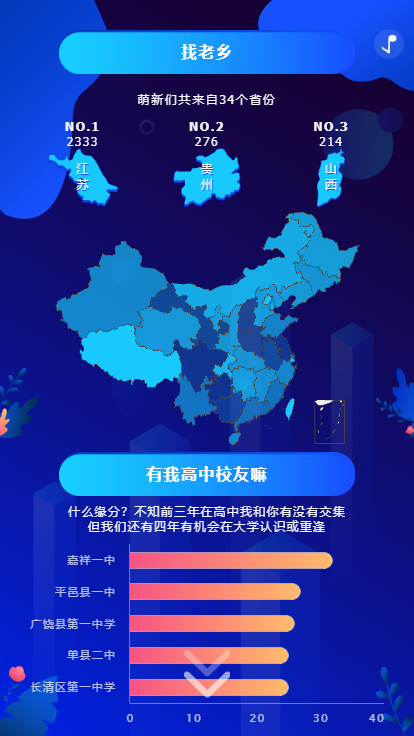 找老乡
萌新们共来自34个省份
NO.1 NO.2 NO.3
2333 276 214
江苏 贵州 山西
有我高中校友嘛
什么缘分？不知前三年在高中我和你有没有交集
但我们还有四年有机会在大学认识或重逢
嘉祥一中
平邑县一中
广饶县第一中学
单县二中
长清区第一中学
0 10 20 30 40